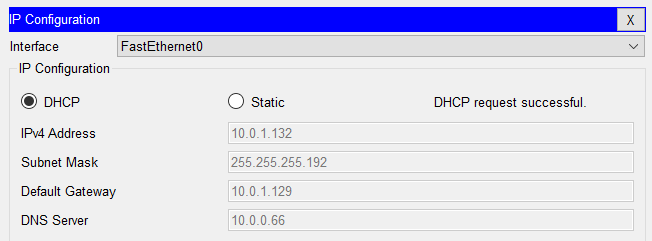 IP Configuration X
Interface FastEthernet0
IP Configuration
DHCP Static DHCP request successful.
IPv4 Address 10.0.1.132
Subnet Mask 255.255.255.192
Default Gateway 10.0.1.129
DNS Server 10.0.0.66